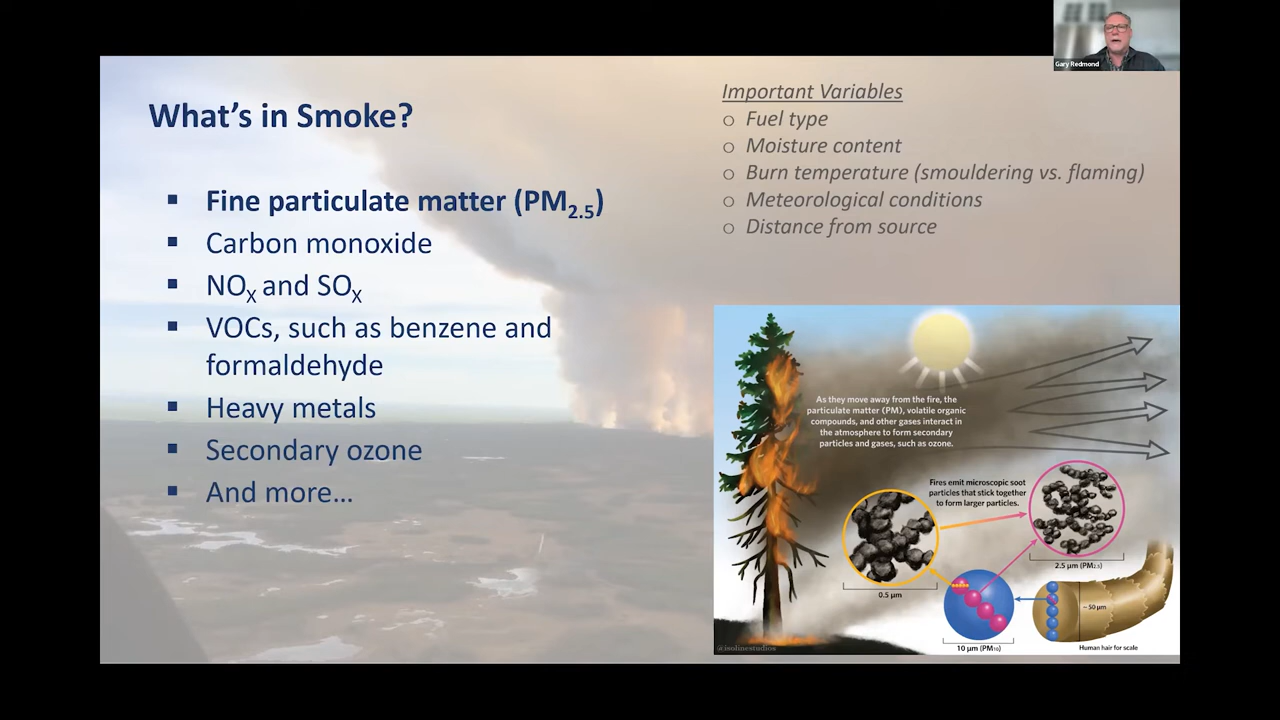 Gary Redmond
What's in Smoke?
▪ Fine particulate matter (PM2.5)
▪ Carbon monoxide
▪ NOX and SOX
▪ VOCs, such as benzene and
formaldehyde
▪ Heavy metals
▪ Secondary ozone
▪ And more...
Important Variables
o Fuel type
o Moisture content
o Burn temperature (smouldering vs. flaming)
o Meteorological conditions
o Distance from source
As they move away from the fire, the
particulate matter (PM), volatile organic
compounds, and other gases interact in
the atmosphere to form secondary
particles and gases, such as ozone.
Fires emit microscopic soot
particles that stick together
to form larger particles.
0.5 µm
2.5 µm (PM2.5)
10 µm (PM10)
~50 µm
Human hair for scale
@isolinestudios